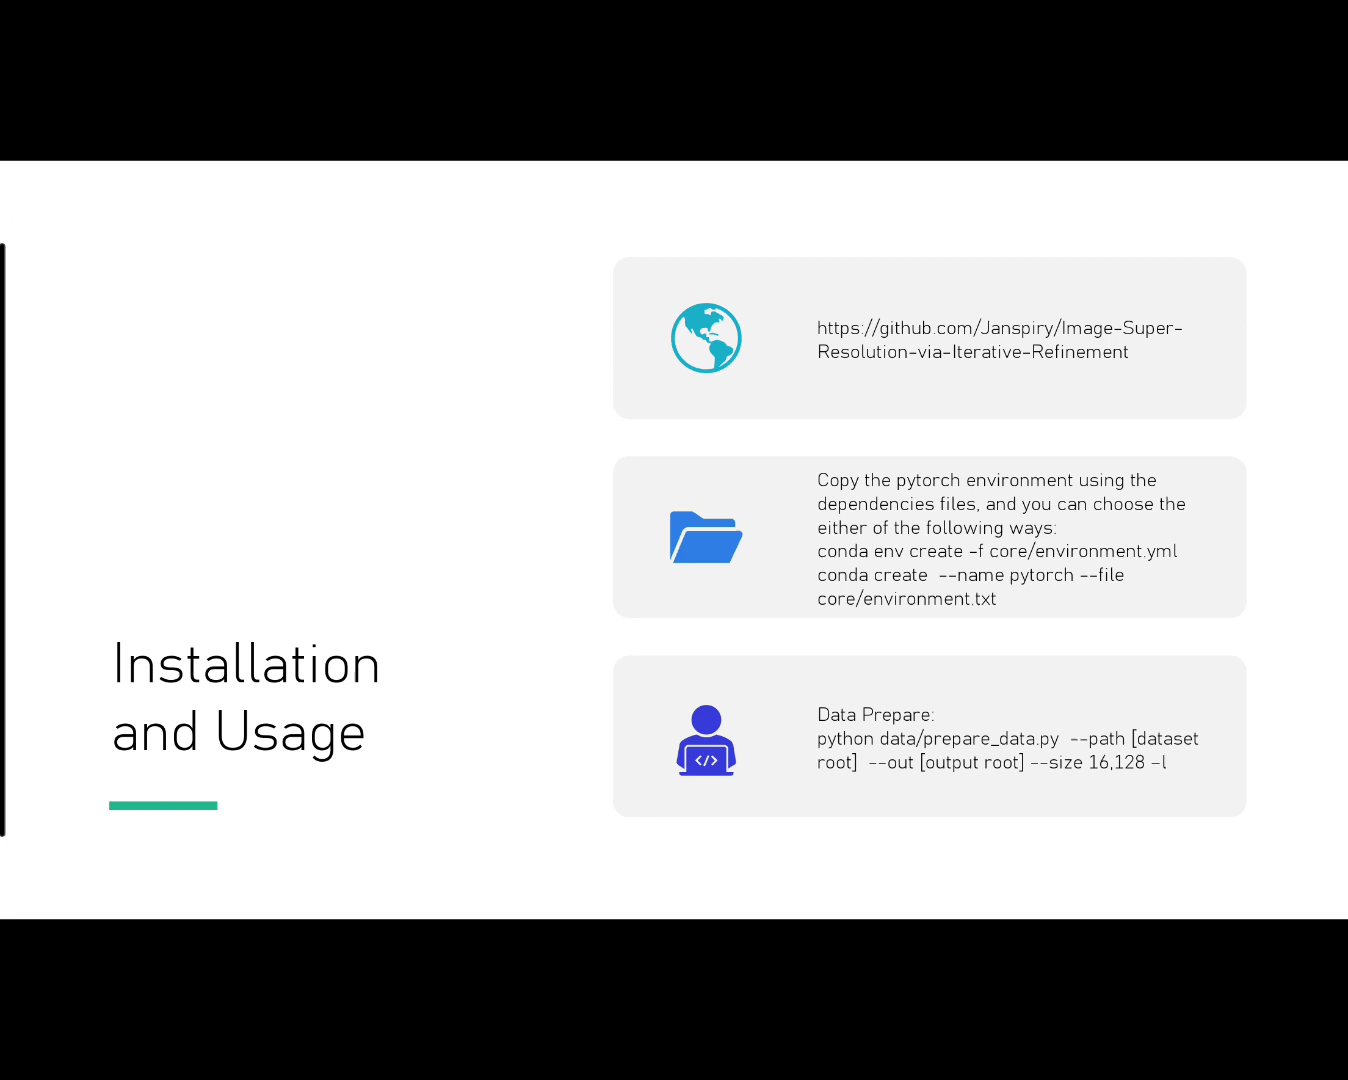 Installation
and Usage
https://github.com/Janspiry/Image-Super-
Resolution-via-Iterative-Refinement
Copy the pytorch environment using the
dependencies files, and you can choose the
either of the following ways:
conda env create -f core/environment.yml
conda create  --name pytorch --file
core/environment.txt
</>
Data Prepare:
python data/prepare_data.py  --path [dataset
root]  --out [output root] --size 16,128 -l